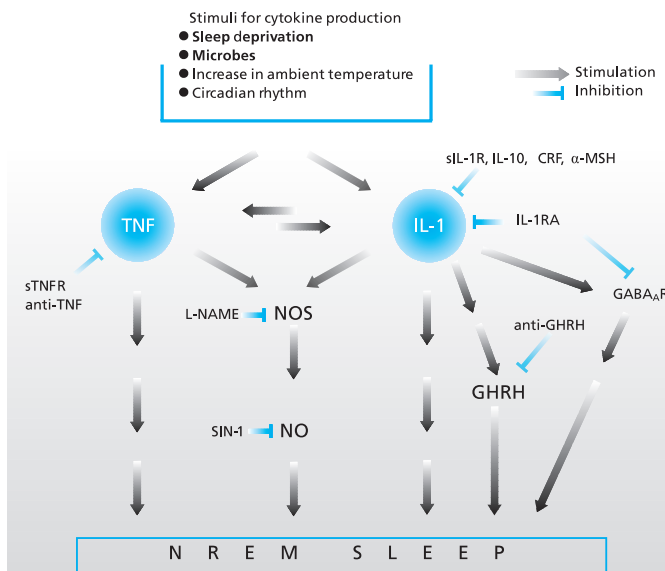 Stimuli for cytokine production
● Sleep deprivation
● Microbes
● Increase in ambient temperature
● Circadian rhythm
Stimulation
Inhibition
sIL-1R, IL-10, CRF, α-MSH
TNF
IL-1
IL-1RA
sTNFR
anti-TNF
GABA_AR
L-NAME
NOS
anti-GHRH
GHRH
SIN-1
NO
N R E M S L E E P